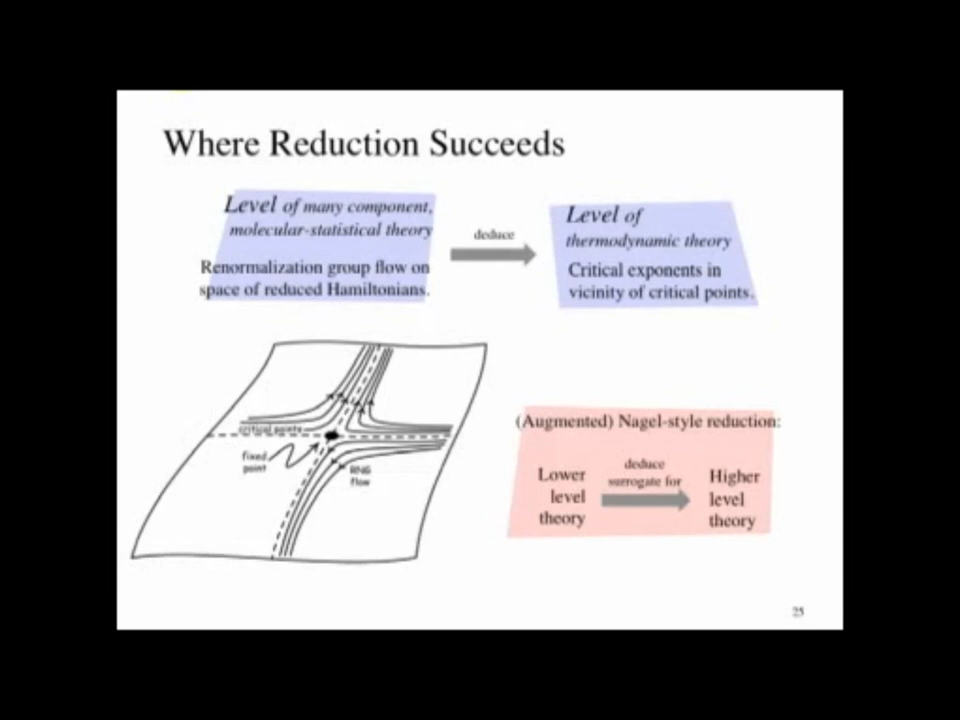 Where Reduction Succeeds
Level of many component,
molecular-statistical theory
Renormalization group flow on
space of reduced Hamiltonians.
deduce
Level of
thermodynamic theory
Critical exponents in
vicinity of critical points.
critical points
fixed
point
RNG
flow
(Augmented) Nagel-style reduction:
Lower
level
theory
deduce
surrogate for
Higher
level
theory
25